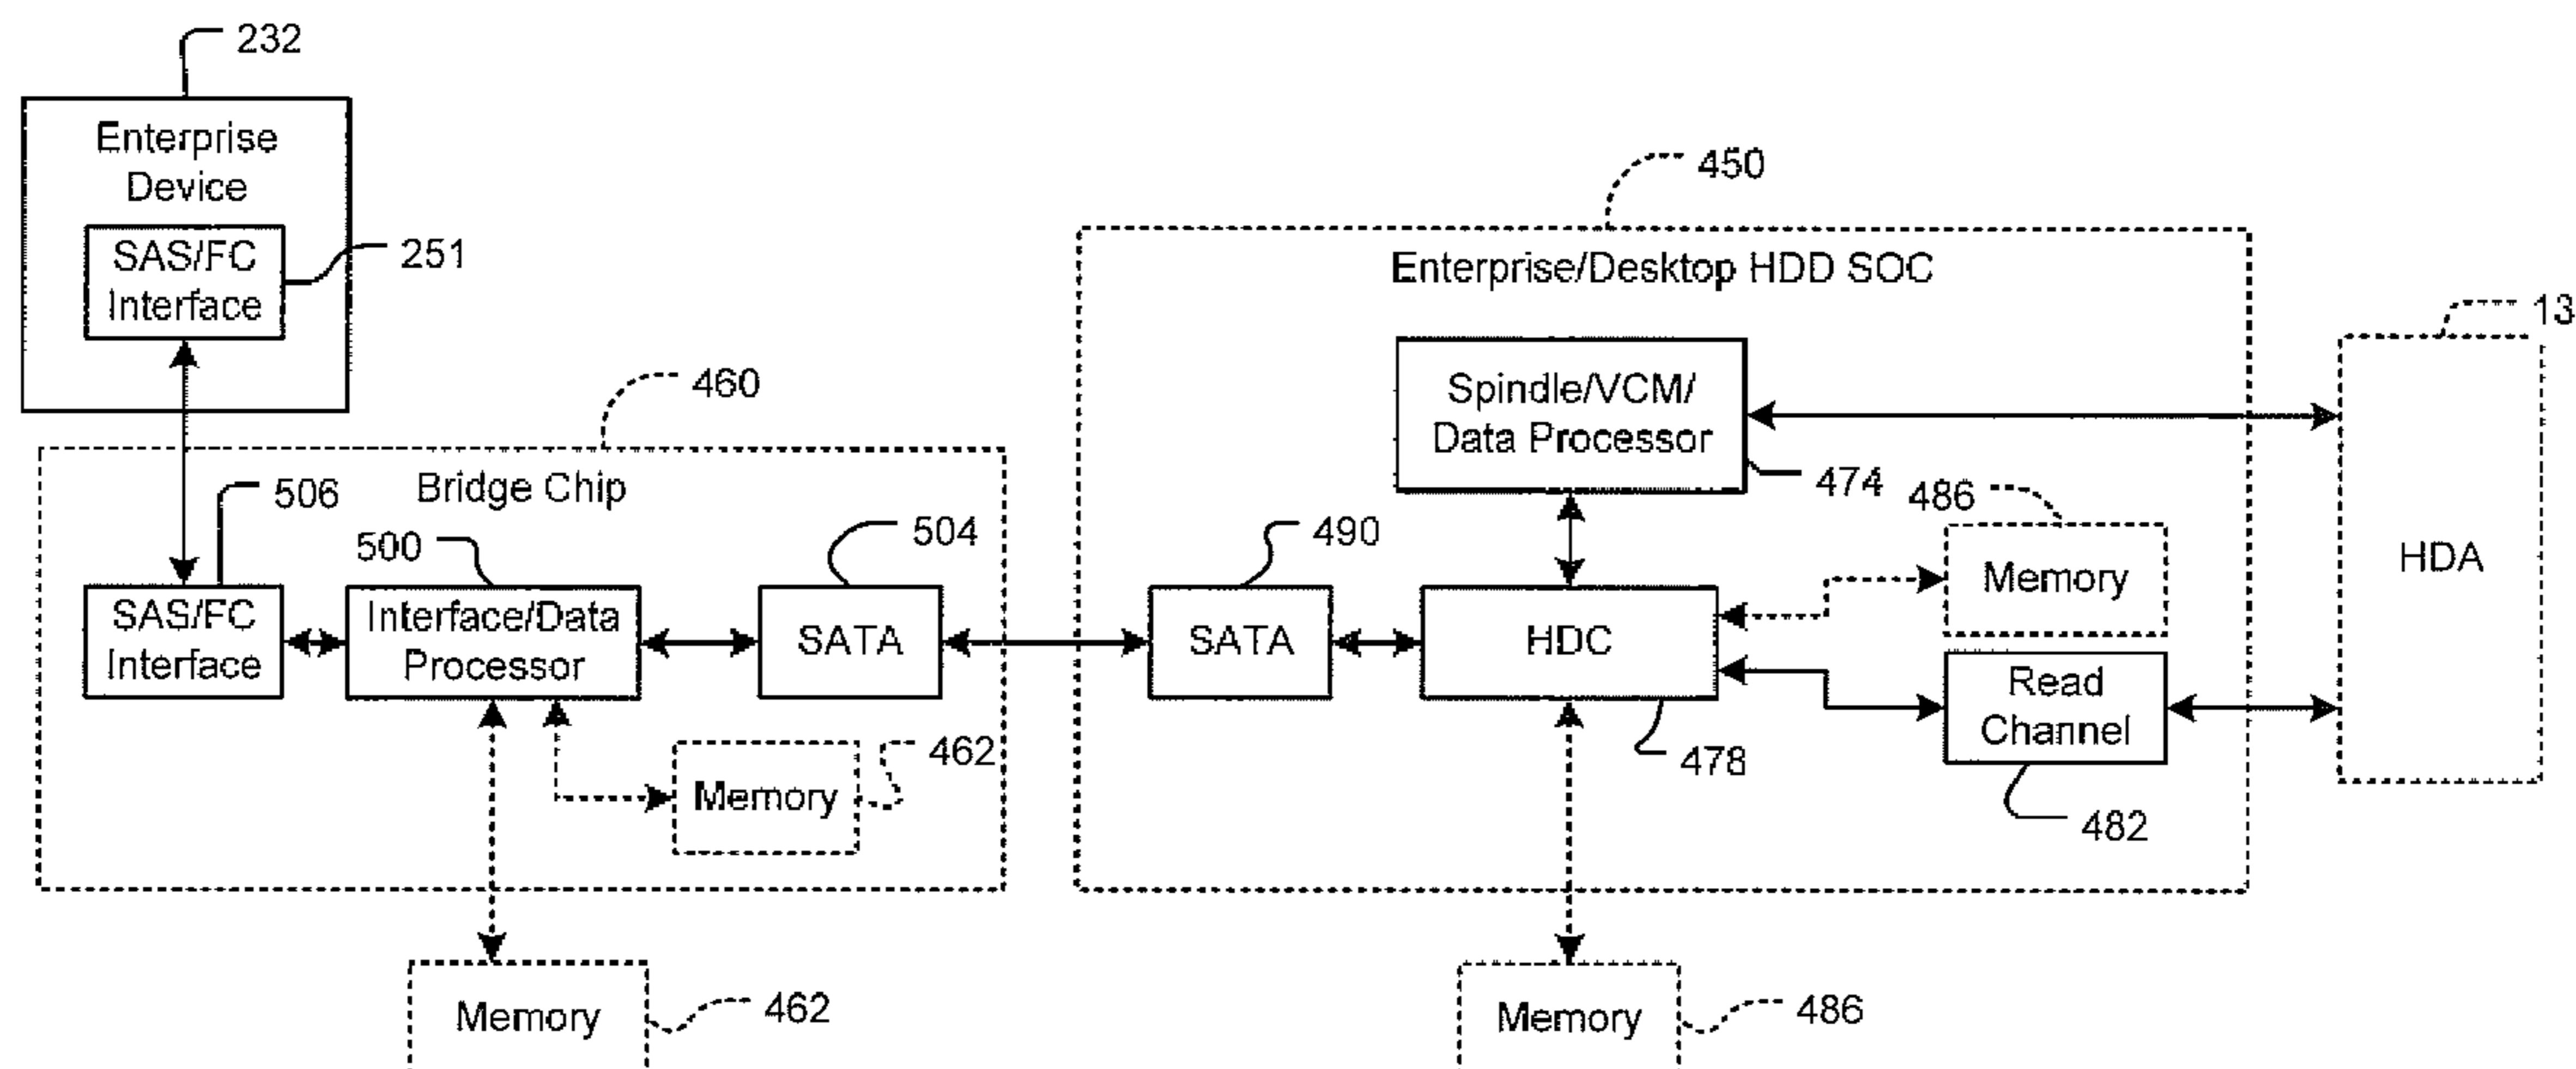 232
Enterprise
Device
SAS/FC
Interface
251
460
Bridge Chip
506
SAS/FC
Interface
500
Interface/Data
Processor
504
SATA
Memory
462
Memory
462
450
Enterprise/Desktop HDD SOC
Spindle/VCM/
Data Processor
474
490
SATA
HDC
478
486
Memory
Read
Channel
482
Memory
486
13
HDA